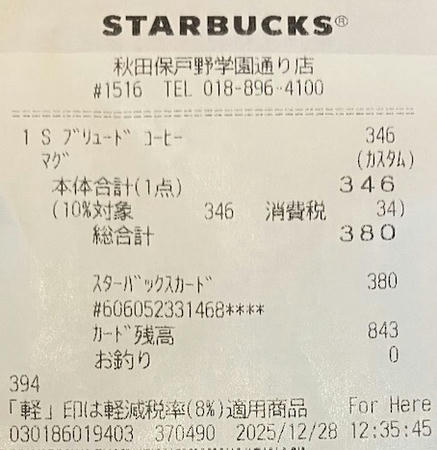 STARBUCKS®
秋田保戸野学園通り店
#1516 TEL 018-896-4100
1 S ﾌﾞﾘｭｰﾄﾞ ｺｰﾋｰ 346
ﾏｸﾞ (ｶｽﾀﾑ)
本体合計(1点) 346
(10%対象 346 消費税 34)
総合計 380
ｽﾀｰﾊﾞｯｸｽｶｰﾄﾞ 380
#606052331468****
ｶｰﾄﾞ残高 843
お釣り 0
394
「軽」印は軽減税率(8%)適用商品 For Here
030186019403 370490 2025/12/28 12:35:45